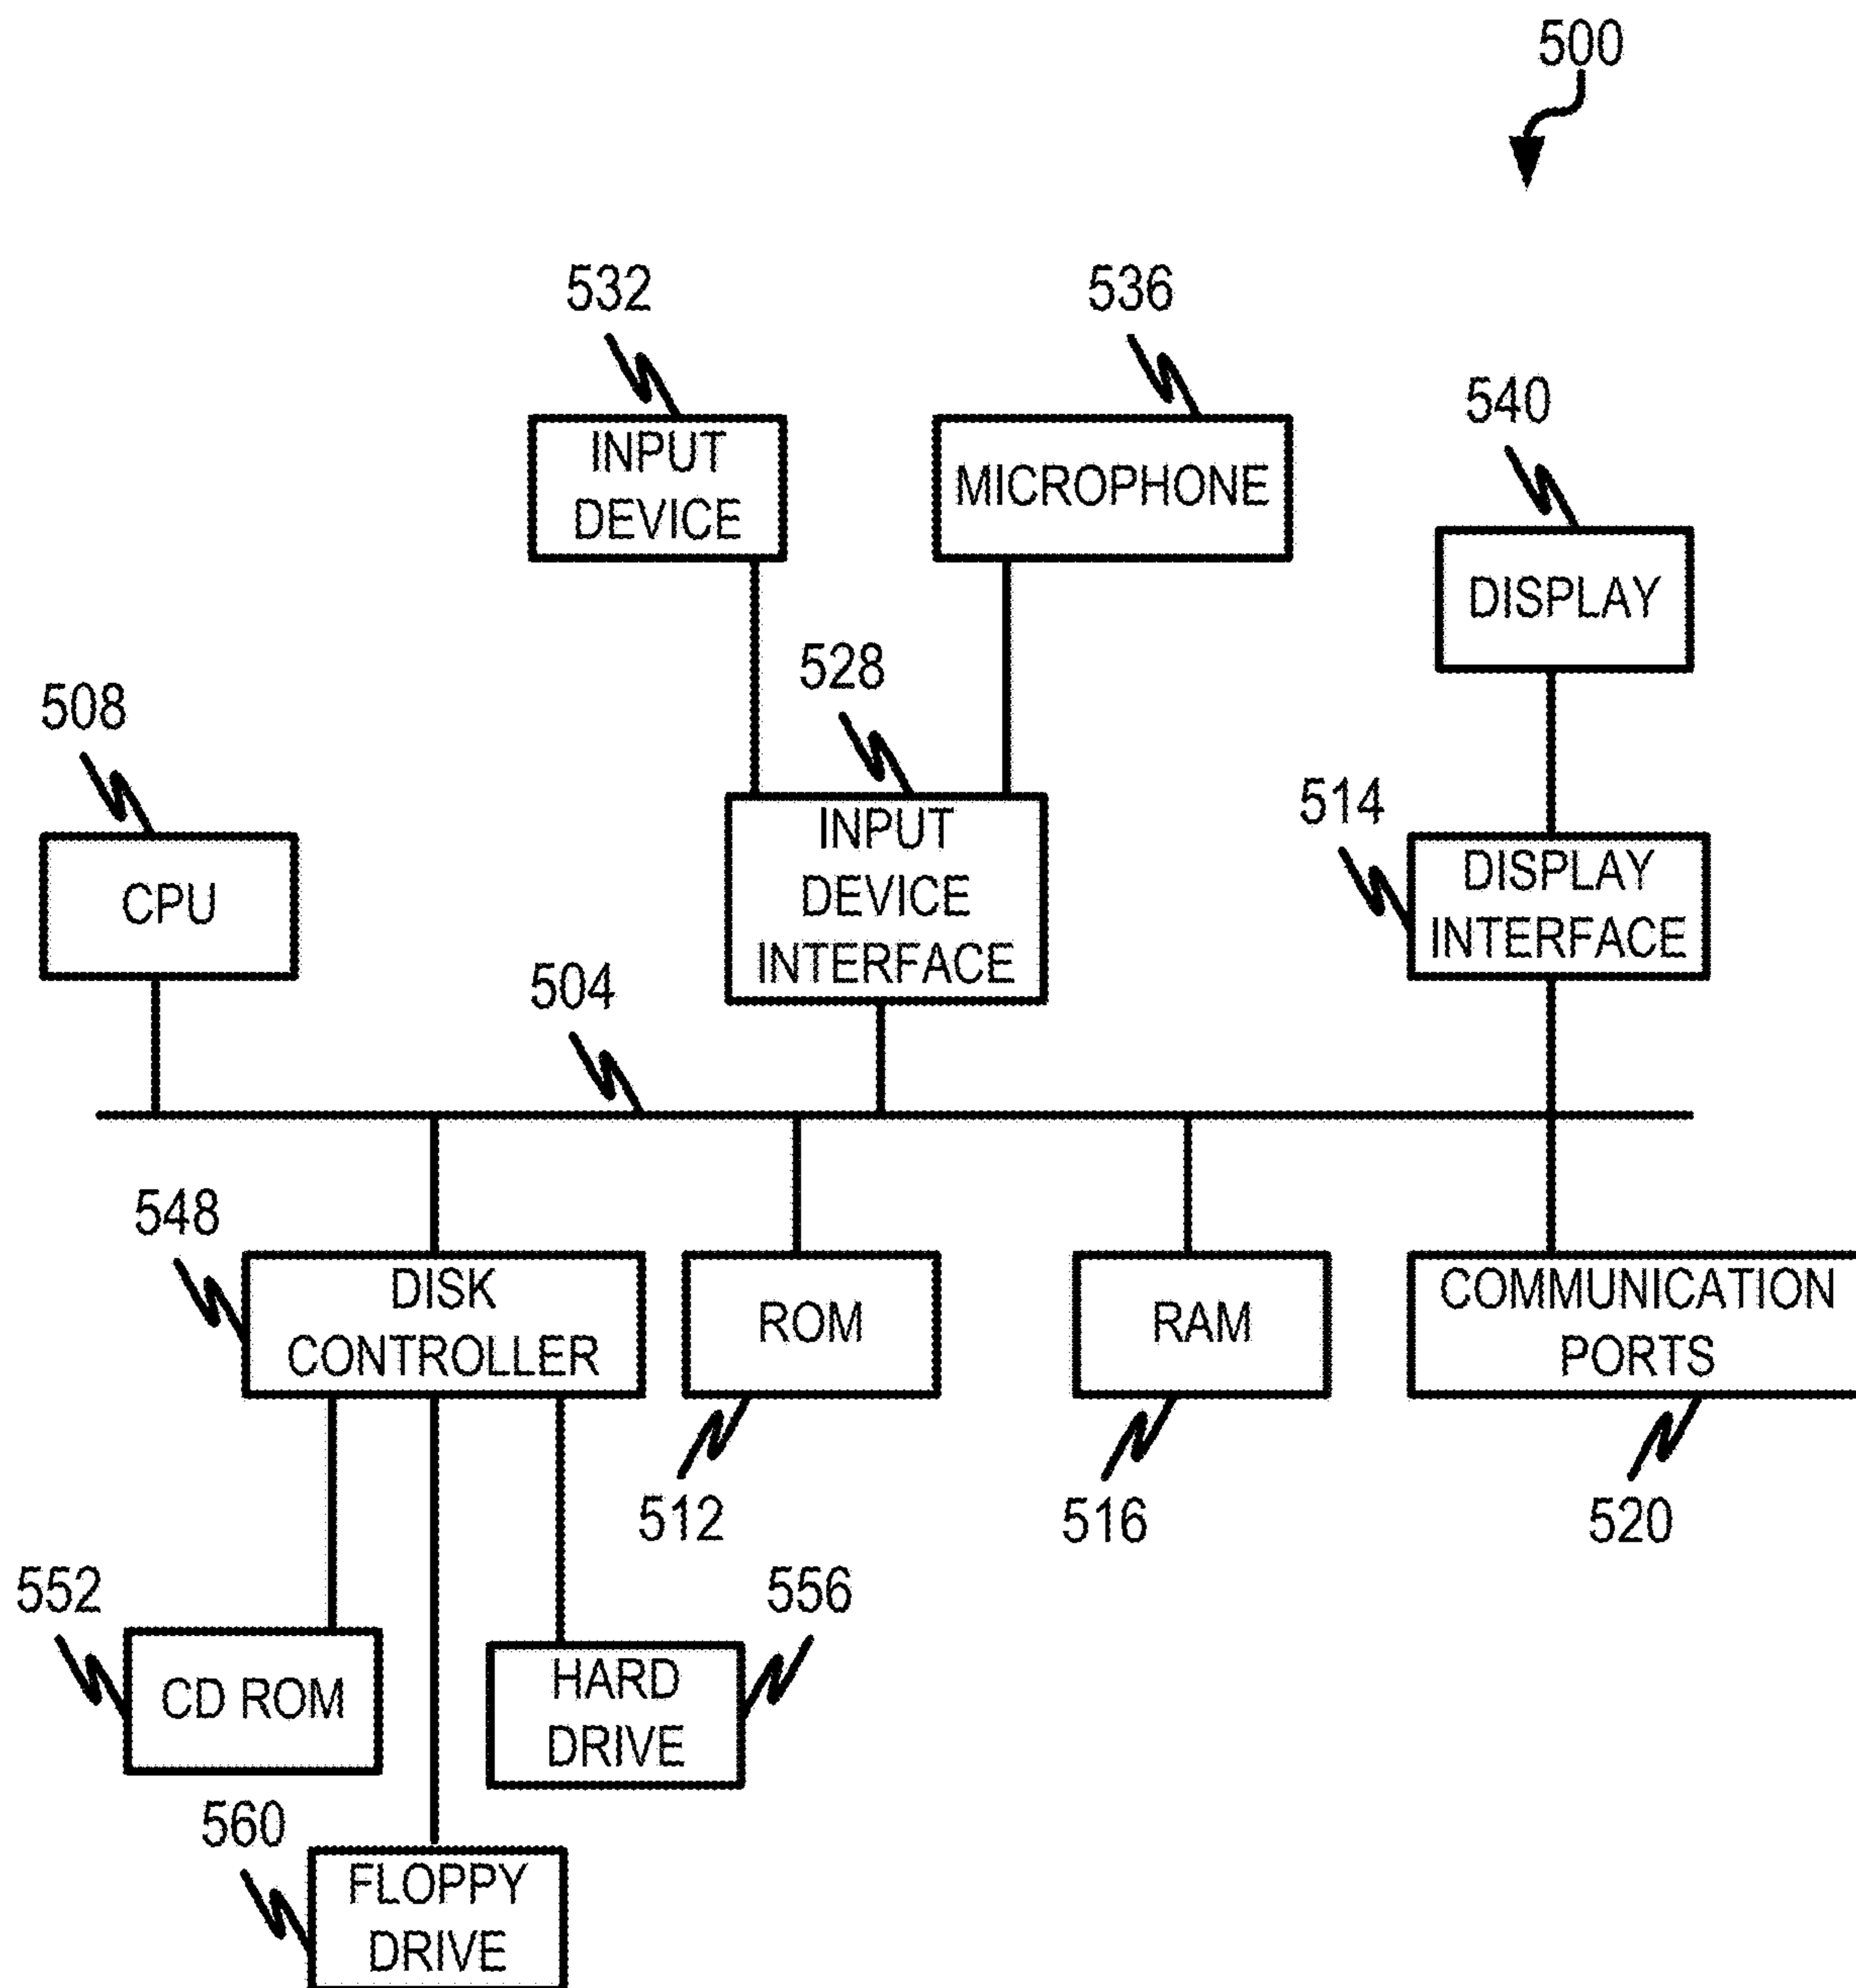 500
532
536
540
INPUT
DEVICE
MICROPHONE
DISPLAY
528
508
514
INPUT
DEVICE
INTERFACE
CPU
DISPLAY
INTERFACE
504
548
DISK
CONTROLLER
ROM
RAM
COMMUNICATION
PORTS
512
516
520
552
556
CD ROM
HARD
DRIVE
560
FLOPPY
DRIVE